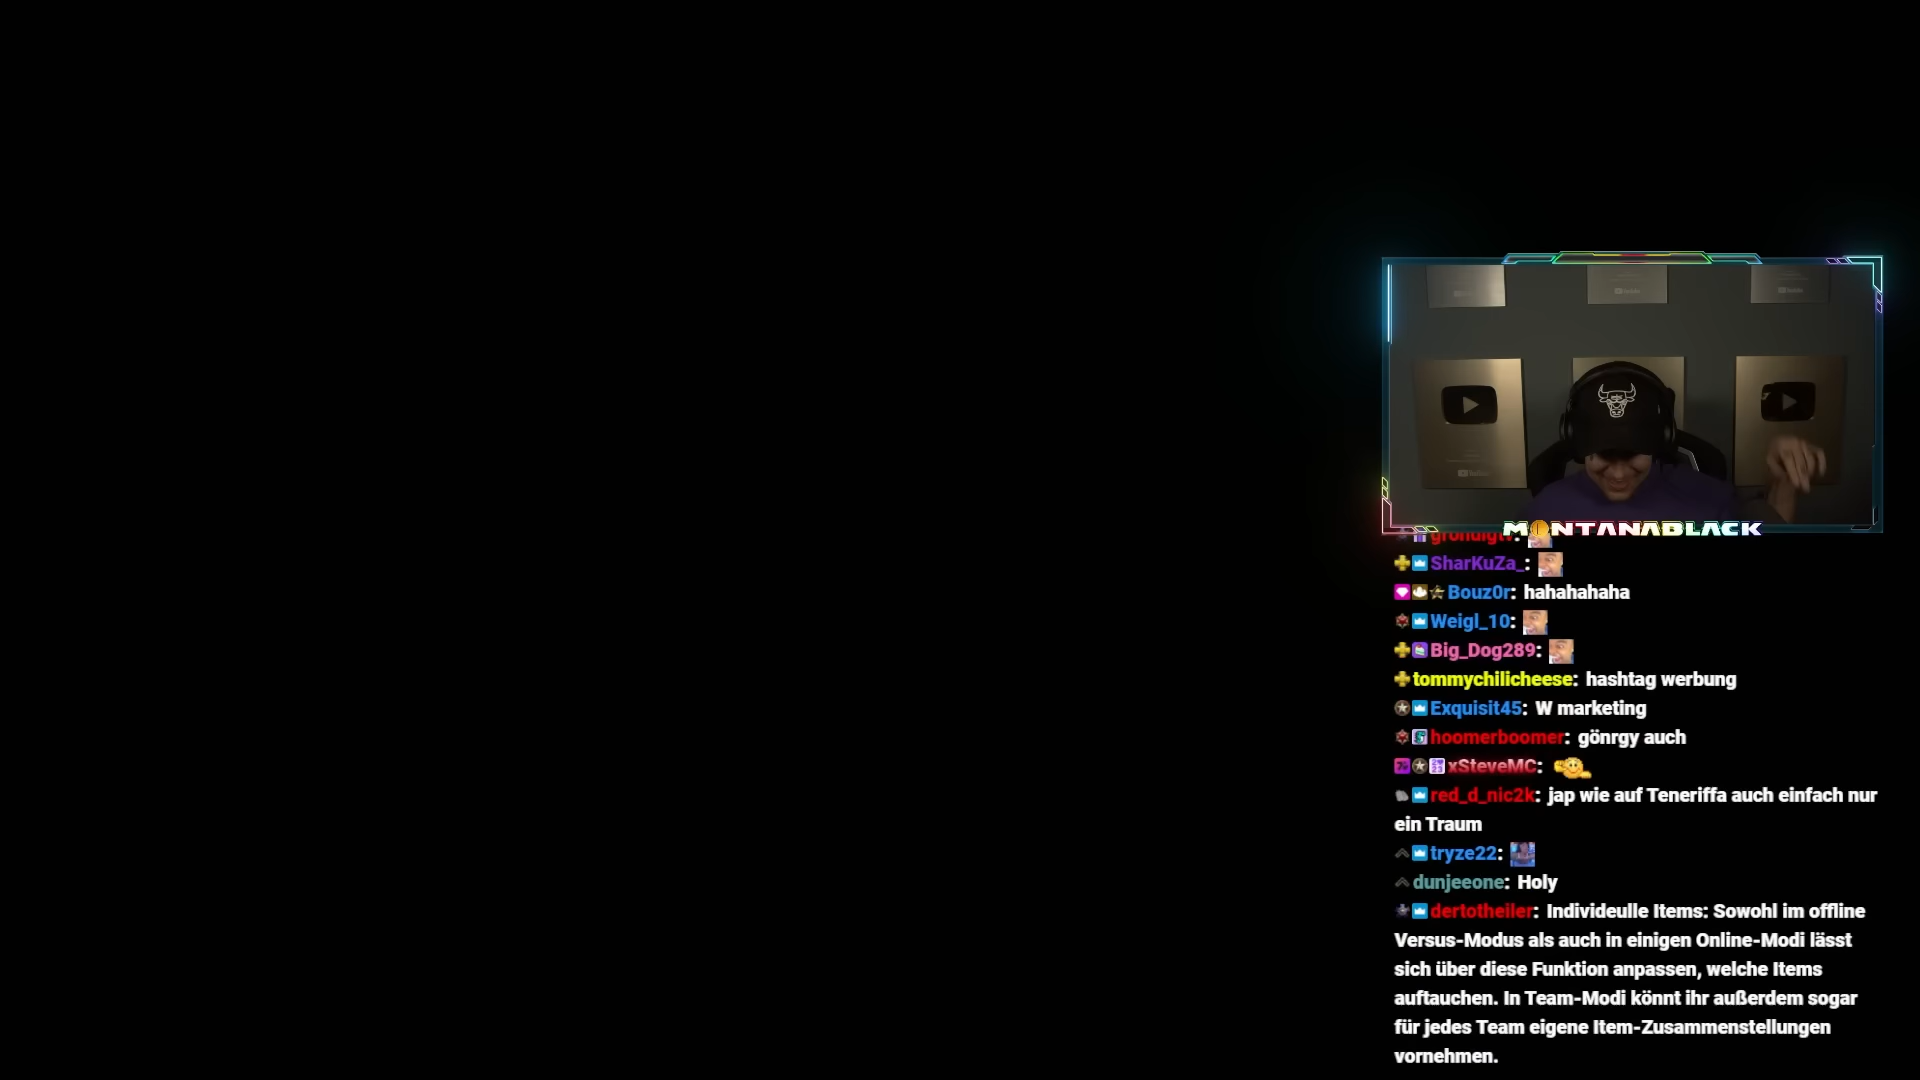 MONTANABLACK
SharKuZa_:
Bouz0r: hahahahaha
Weigl_10:
Big_Dog289:
tommychilicheese: hashtag werbung
Exquisit45: W marketing
hoomerboomer: gönrgy auch
xSteveMC:
red_d_nic2k: jap wie auf Teneriffa auch einfach nur
ein Traum
tryze22:
dunjeeone: Holy
dertotheiler: Individeulle Items: Sowohl im offline
Versus-Modus als auch in einigen Online-Modi lässt
sich über diese Funktion anpassen, welche Items
auftauchen. In Team-Modi könnt ihr außerdem sogar
für jedes Team eigene Item-Zusammenstellungen
vornehmen.